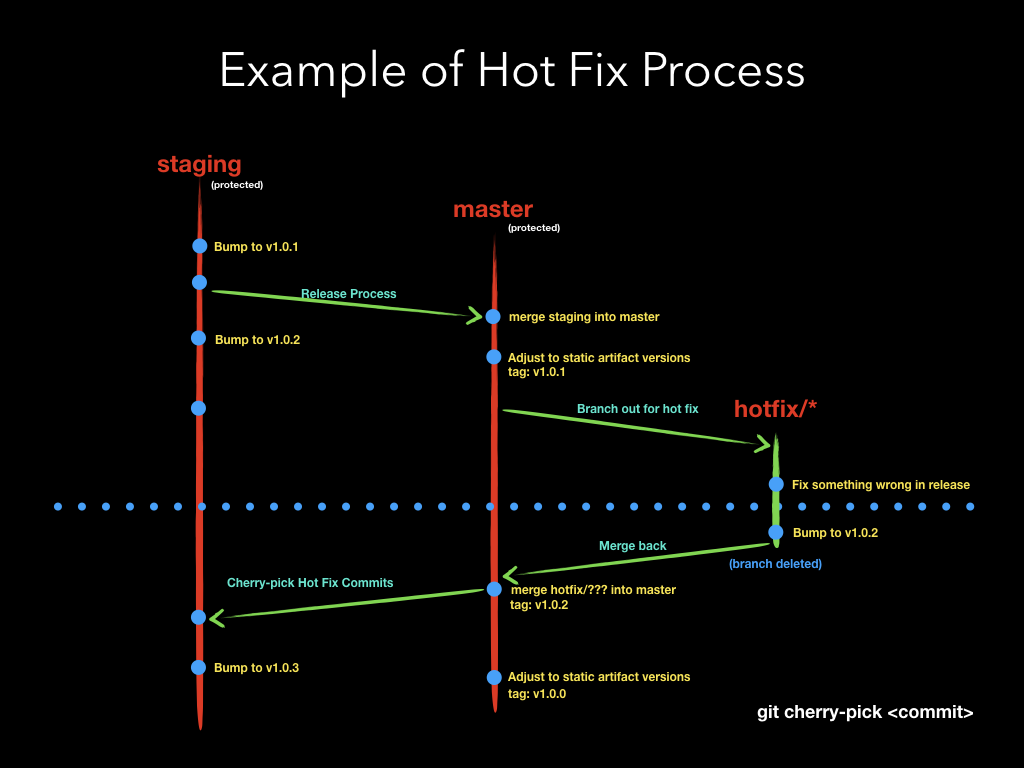 Example of Hot Fix Process
staging
(protected)
master
(protected)
Bump to v1.0.1
Release Process
merge staging into master
Bump to v1.0.2
Adjust to static artifact versions
tag: v1.0.1
Branch out for hot fix
hotfix/*
Fix something wrong in release
Bump to v1.0.2
Merge back
(branch deleted)
Cherry-pick Hot Fix Commits
merge hotfix/??? into master
tag: v1.0.2
Bump to v1.0.3
Adjust to static artifact versions
tag: v1.0.0
git cherry-pick <commit>